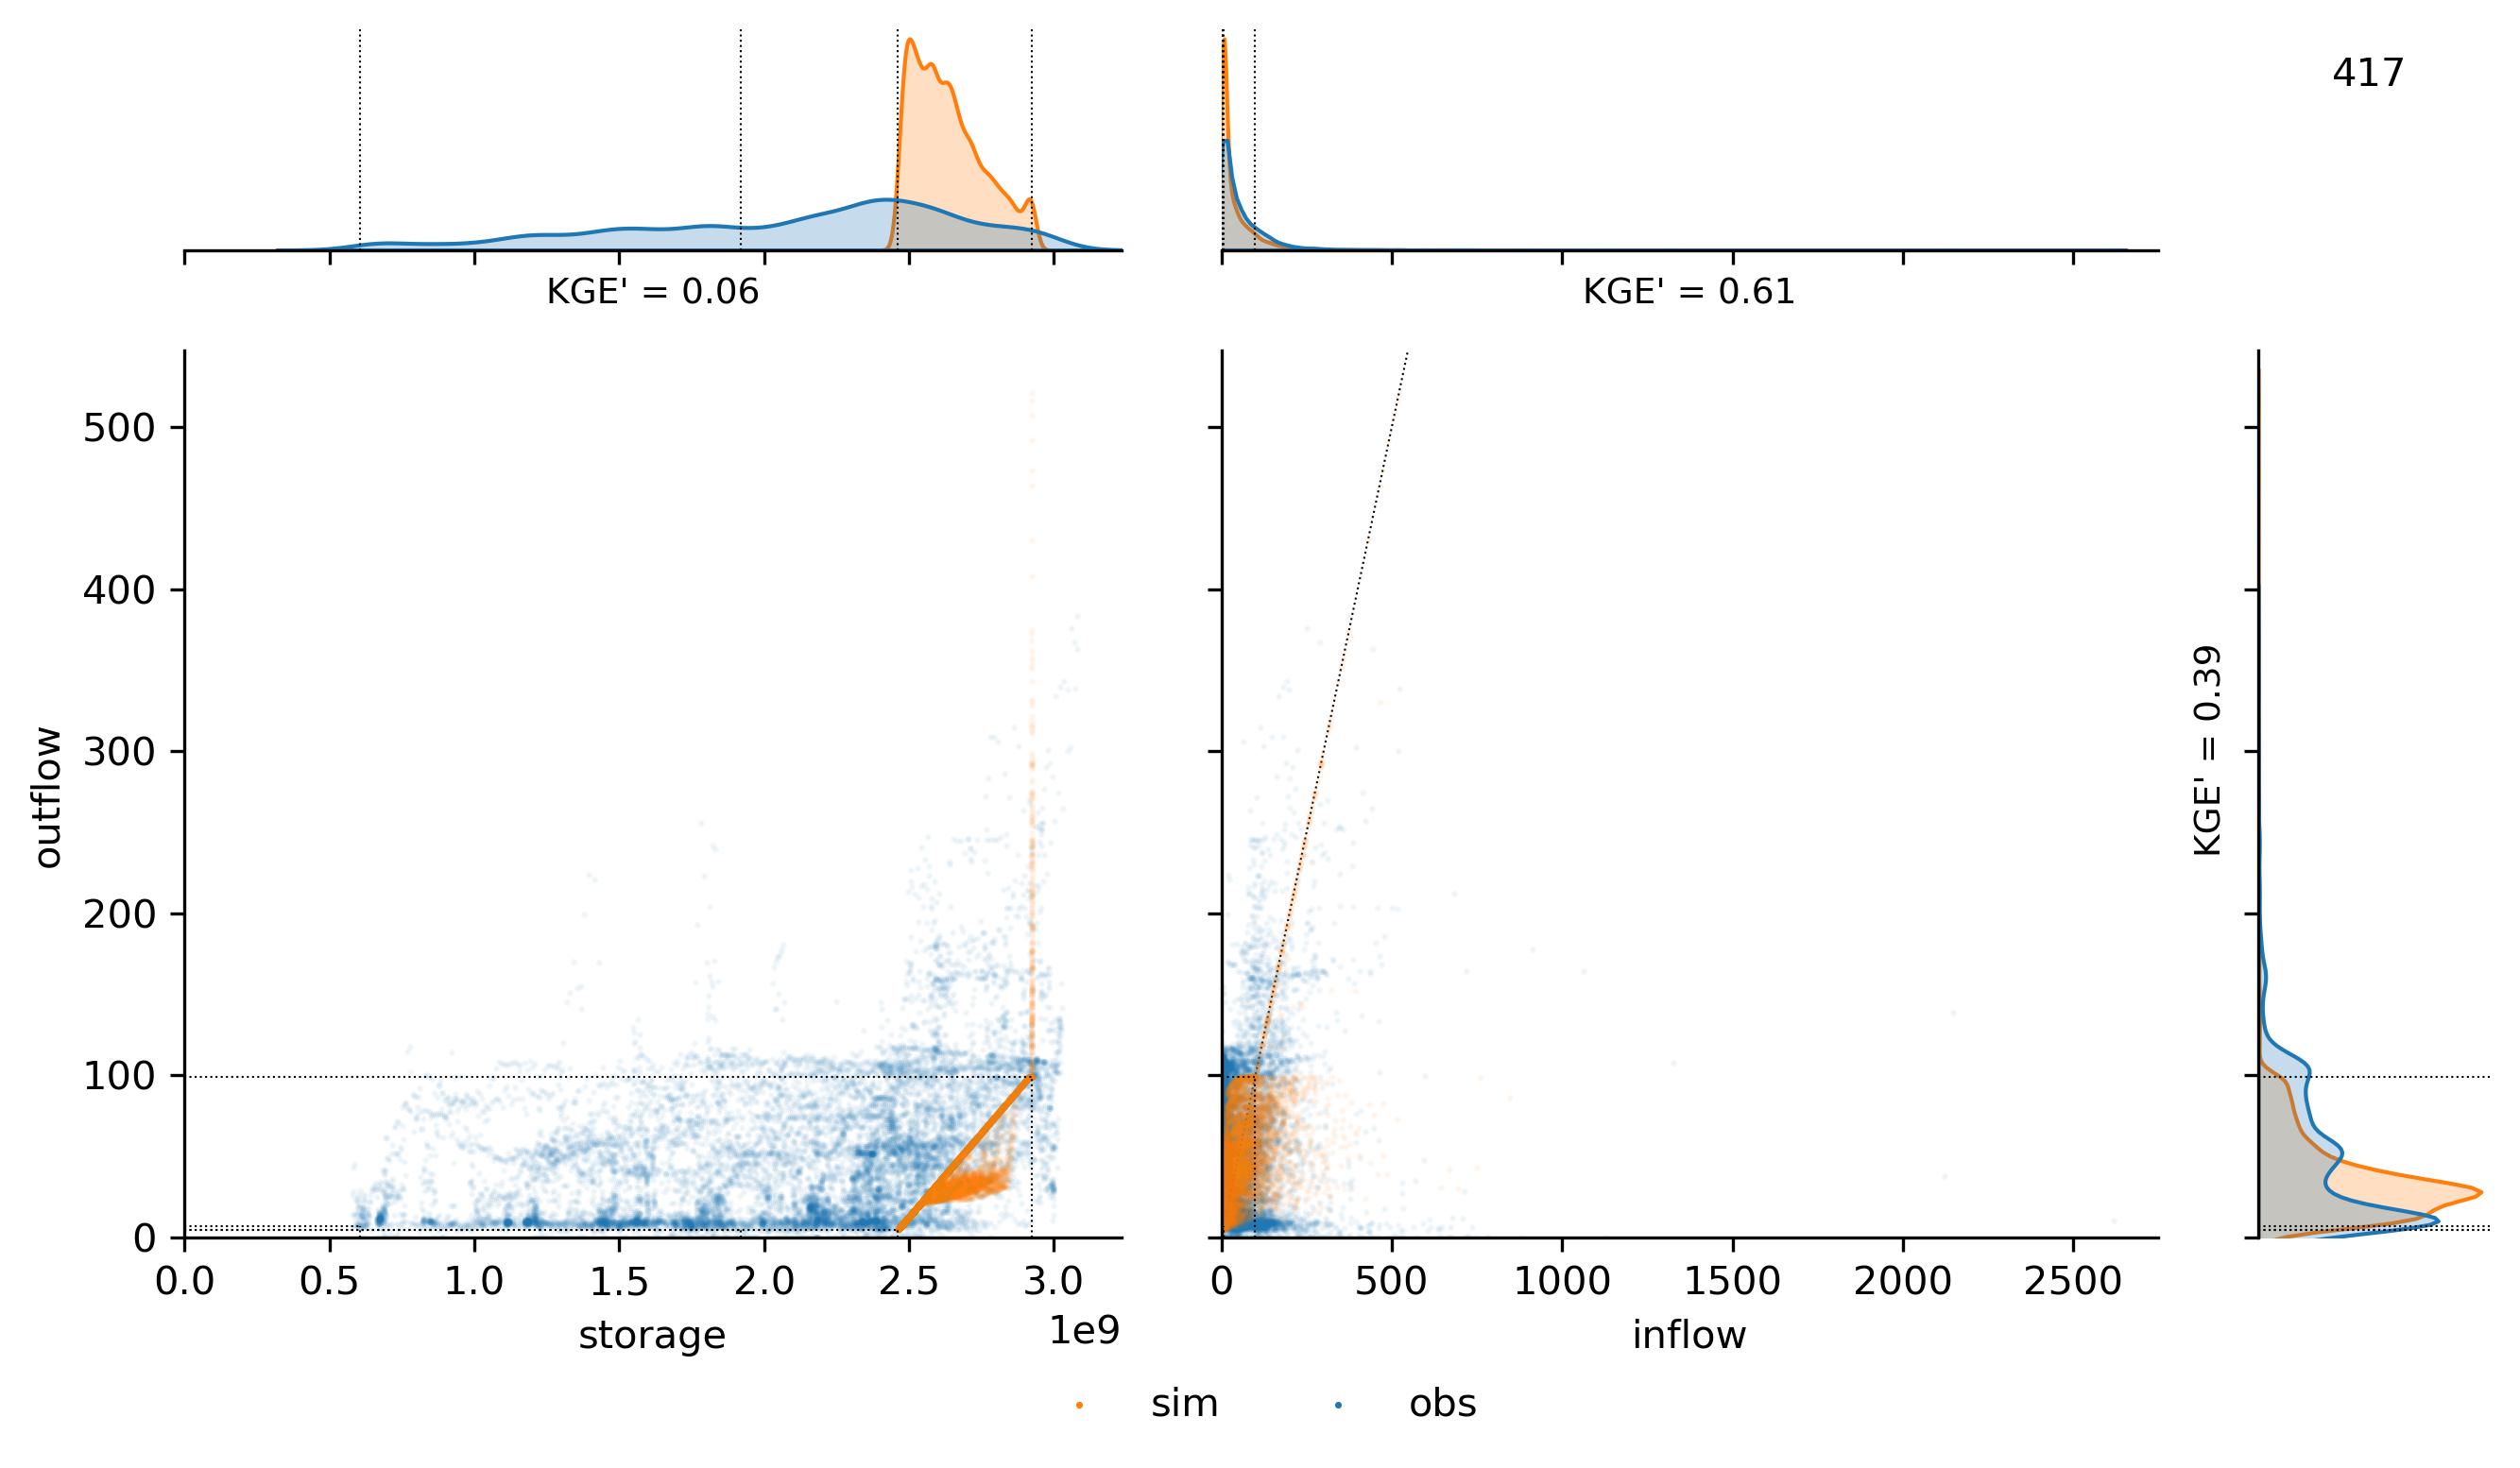 417
KGE' = 0.06
KGE' = 0.61
500
400
300
200
100
0
outflow
KGE' = 0.39
0.0 0.5 1.0 1.5 2.0 2.5 3.0
0 500 1000 1500 2000 2500
1e9
storage
inflow
sim obs